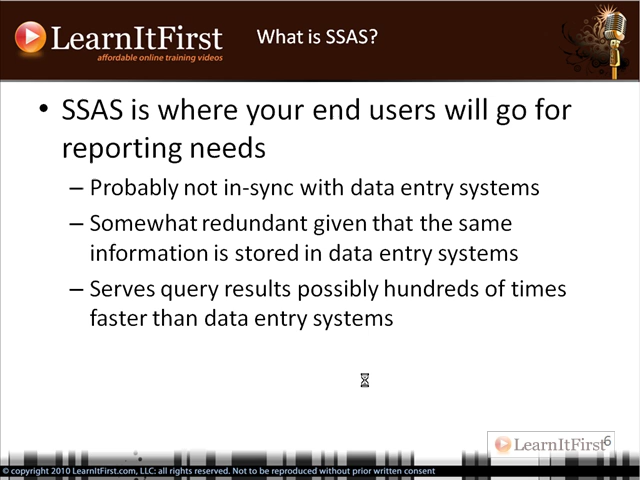 LearnItFirst
affordable online training videos
What is SSAS?
• SSAS is where your end users will go for
reporting needs
– Probably not in-sync with data entry systems
– Somewhat redundant given that the same
information is stored in data entry systems
– Serves query results possibly hundreds of times
faster than data entry systems
LearnItFirst
6
© copyright 2010 LearnItFirst.com, LLC: all rights reserved. Not to be reproduced without prior written consent